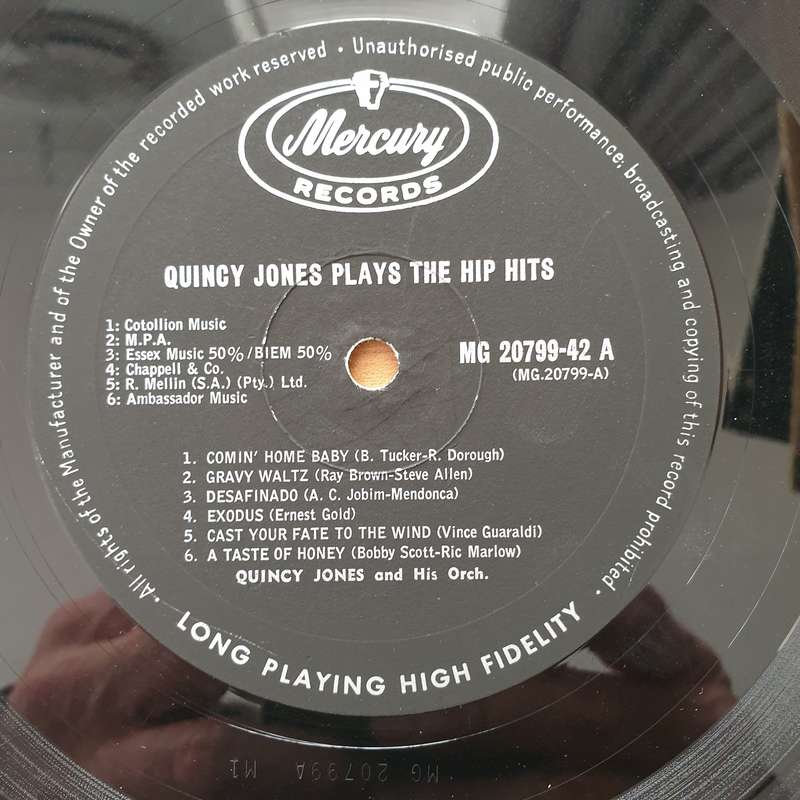 · All rights of the Manufacturer and of the Owner of the recorded work reserved · Unauthorised public performance; broadcasting and copying of this record prohibited ·
Mercury
RECORDS
QUINCY JONES PLAYS THE HIP HITS
1: Cotollion Music
2: M.P.A.
3: Essex Music 50%/BIEM 50%
4: Chappell & Co.
5: R. Mellin (S.A.) (Pty.) Ltd.
6: Ambassador Music
MG 20799-42 A
(MG.20799-A)
1. COMIN' HOME BABY (B. Tucker-R. Dorough)
2. GRAVY WALTZ (Ray Brown-Steve Allen)
3. DESAFINADO (A. C. Jobim-Mendonca)
4. EXODUS (Ernest Gold)
5. CAST YOUR FATE TO THE WIND (Vince Guaraldi)
6. A TASTE OF HONEY (Bobby Scott-Ric Marlow)
QUINCY JONES and His Orch.
LONG PLAYING HIGH FIDELITY
MG 20799A M1